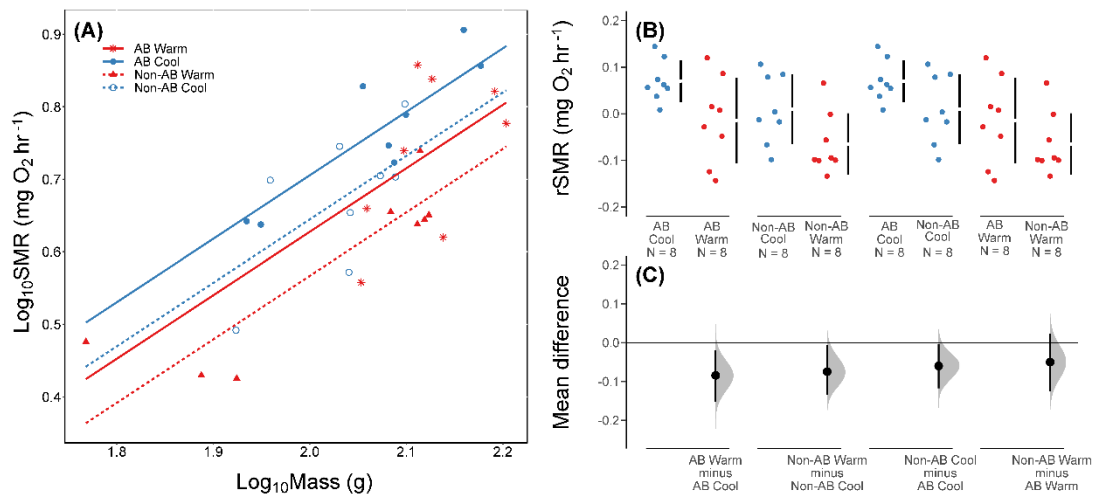 (A)
AB Warm
AB Cool
Non-AB Warm
Non-AB Cool
Log₁₀SMR (mg O₂ hr⁻¹)
0.9
0.8
0.7
0.6
0.5
0.4
1.8
1.9
2.0
2.1
2.2
Log₁₀Mass (g)
(B)
rSMR (mg O₂ hr⁻¹)
0.2
0.1
0.0
-0.1
-0.2
AB AB Non-AB Non-AB AB Non-AB AB Non-AB
Cool Warm Cool Warm Cool Cool Warm Warm
N = 8 N = 8 N = 8 N = 8 N = 8 N = 8 N = 8 N = 8
(C)
Mean difference
0.0
-0.1
-0.2
AB Warm Non-AB Warm Non-AB Cool Non-AB Warm
minus minus minus minus
AB Cool Non-AB Cool AB Cool AB Warm